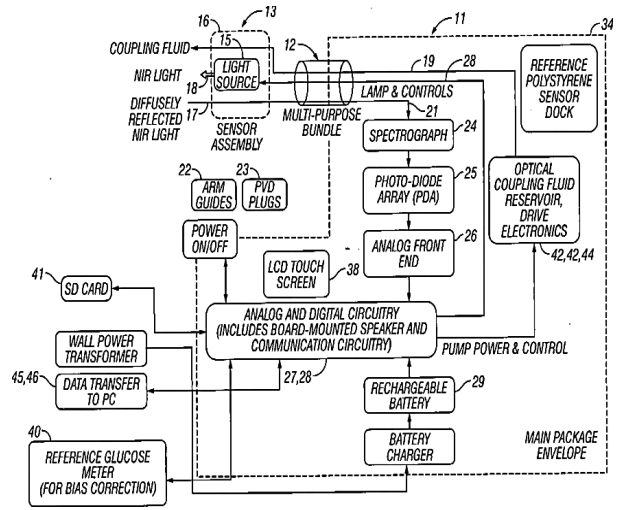 16
13
11
34
COUPLING FLUID
15
12
19
28
LIGHT
SOURCE
NIR LIGHT
18
LAMP & CONTROLS
REFERENCE
POLYSTYRENE
SENSOR
DOCK
DIFFUSELY
REFLECTED
NIR LIGHT
17
SENSOR
ASSEMBLY
MULTI-PURPOSE
BUNDLE
21
SPECTROGRAPH
24
22
23
ARM
GUIDES
PVD
PLUGS
PHOTO-DIODE
ARRAY (PDA)
25
OPTICAL
COUPLING FLUID
RESERVOIR,
DRIVE
ELECTRONICS
42,42,44
POWER
ON/OFF
ANALOG FRONT
END
26
LCD TOUCH
SCREEN
38
41
SD CARD
ANALOG AND DIGITAL CIRCUITRY
(INCLUDES BOARD-MOUNTED SPEAKER AND
COMMUNICATION CIRCUITRY)
27,28
PUMP POWER & CONTROL
WALL POWER
TRANSFORMER
45,46
DATA TRANSFER
TO PC
RECHARGEABLE
BATTERY
29
40
REFERENCE GLUCOSE
METER
(FOR BIAS CORRECTION)
BATTERY
CHARGER
MAIN PACKAGE
ENVELOPE